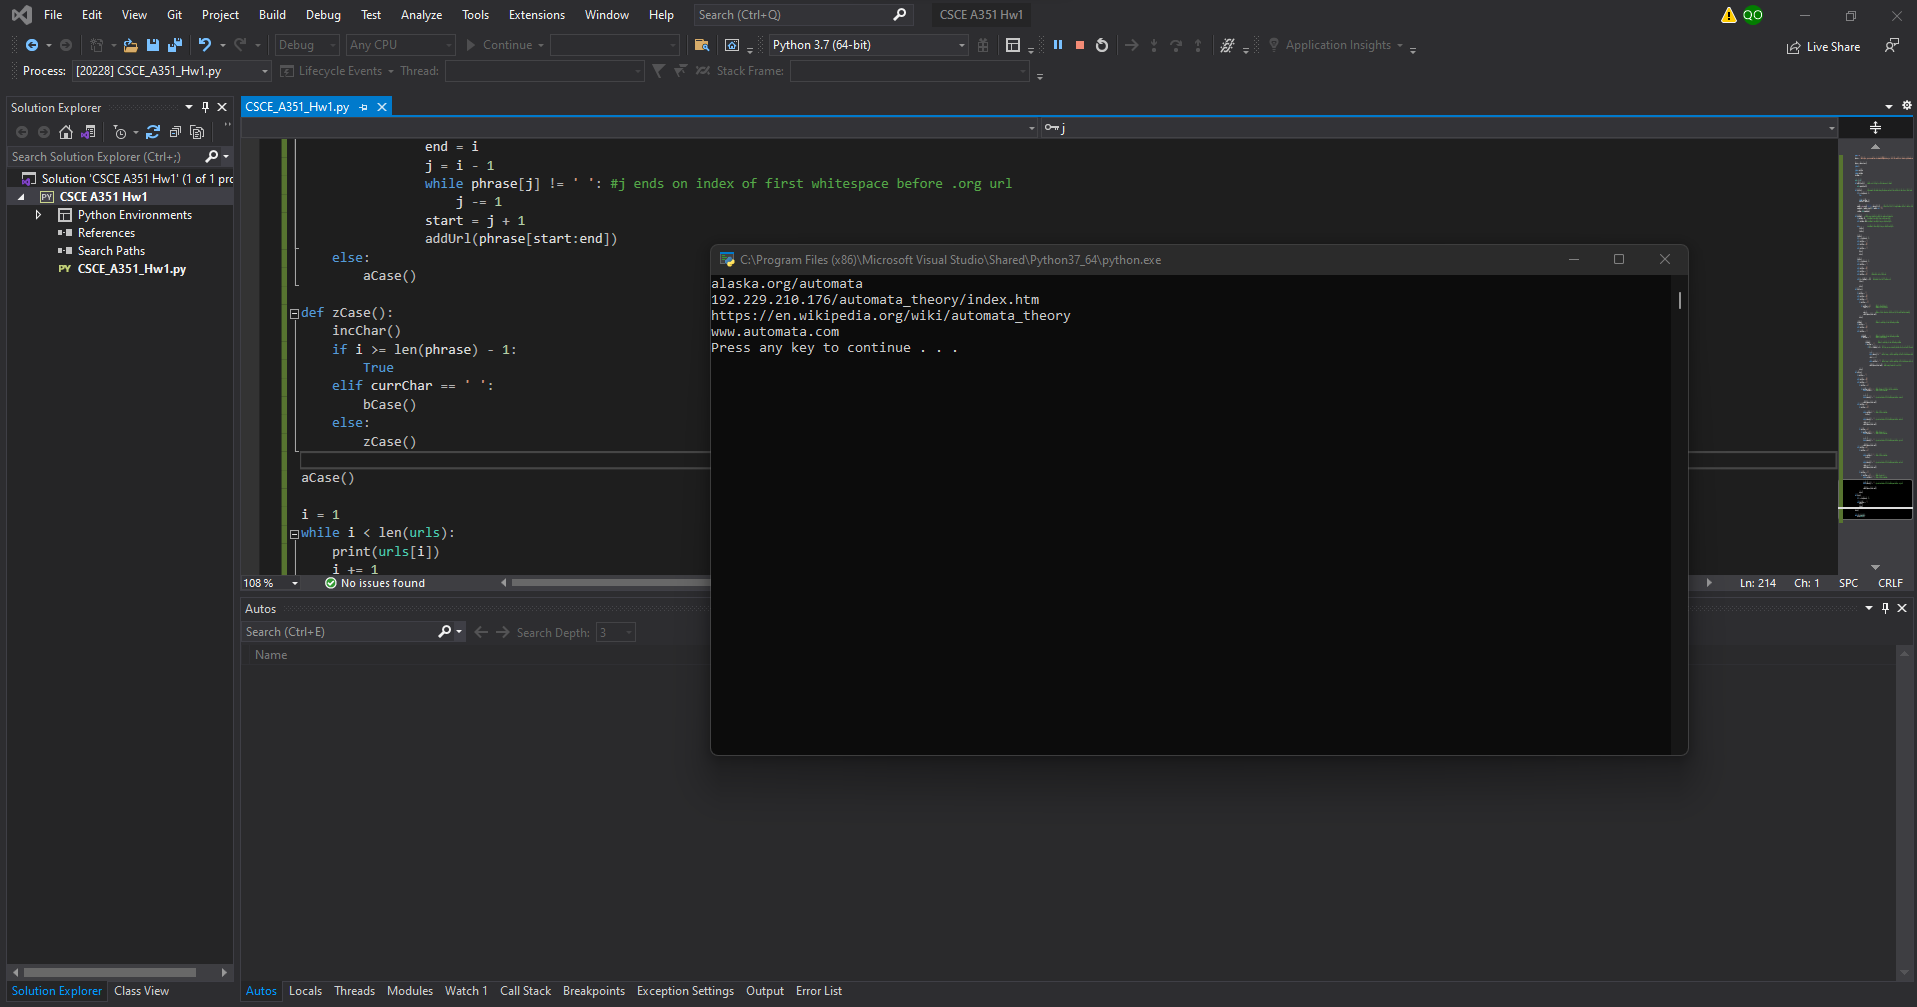 File Edit View Git Project Build Debug Test Analyze Tools Extensions Window Help Search (Ctrl+Q) CSCE A351 Hw1 QO
Debug Any CPU Continue Python 3.7 (64-bit) Application Insights Live Share
Process: [20228] CSCE_A351_Hw1.py Lifecycle Events Thread: Stack Frame:
Solution Explorer
Search Solution Explorer (Ctrl+;)
Solution 'CSCE A351 Hw1' (1 of 1 pro
PY CSCE A351 Hw1
Python Environments
References
Search Paths
PY CSCE_A351_Hw1.py
CSCE_A351_Hw1.py
j
end = i
j = i - 1
while phrase[j] != ' ': #j ends on index of first whitespace before .org url
j -= 1
start = j + 1
addUrl(phrase[start:end])
else:
aCase()
def zCase():
incChar()
if i >= len(phrase) - 1:
True
elif currChar == ' ':
bCase()
else:
zCase()
aCase()
i = 1
while i < len(urls):
print(urls[i])
i += 1
108 % No issues found Ln: 214 Ch: 1 SPC CRLF
C:\Program Files (x86)\Microsoft Visual Studio\Shared\Python37_64\python.exe
alaska.org/automata
192.229.210.176/automata_theory/index.htm
https://en.wikipedia.org/wiki/automata_theory
www.automata.com
Press any key to continue . . .
Autos
Search (Ctrl+E) Search Depth: 3
Name
Solution Explorer Class View
Autos Locals Threads Modules Watch 1 Call Stack Breakpoints Exception Settings Output Error List